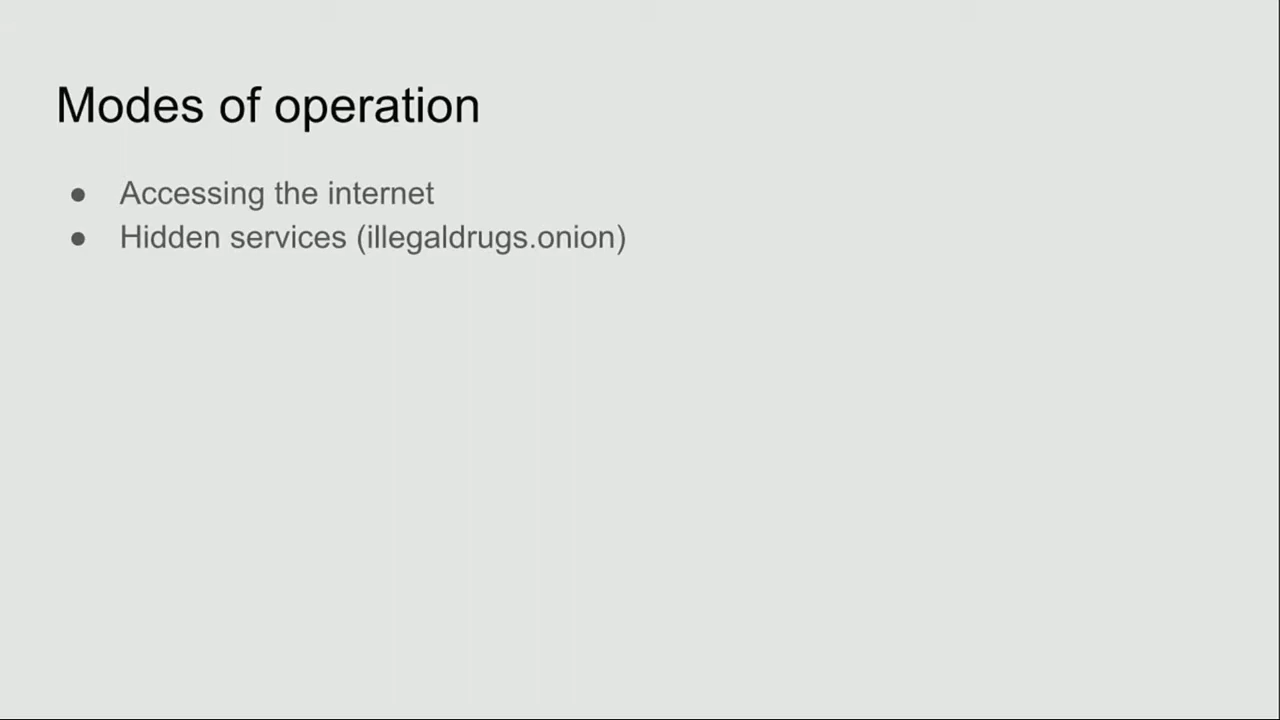 Modes of operation
● Accessing the internet
● Hidden services (illegaldrugs.onion)